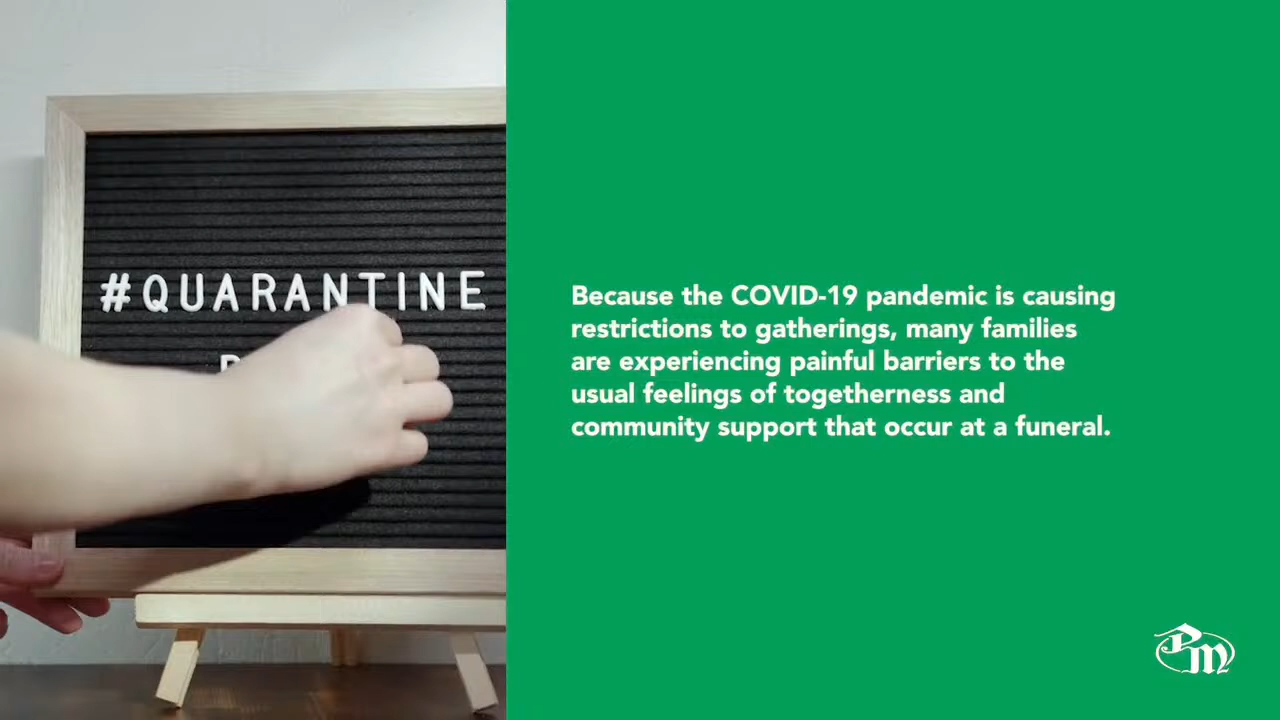 #QUARANTINE
Because the COVID-19 pandemic is causing
restrictions to gatherings, many families
are experiencing painful barriers to the
usual feelings of togetherness and
community support that occur at a funeral.
PM